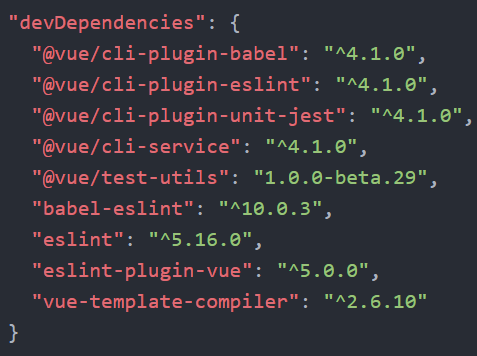 "devDependencies": {
"@vue/cli-plugin-babel": "^4.1.0",
"@vue/cli-plugin-eslint": "^4.1.0",
"@vue/cli-plugin-unit-jest": "^4.1.0",
"@vue/cli-service": "^4.1.0",
"@vue/test-utils": "1.0.0-beta.29",
"babel-eslint": "^10.0.3",
"eslint": "^5.16.0",
"eslint-plugin-vue": "^5.0.0",
"vue-template-compiler": "^2.6.10"
}